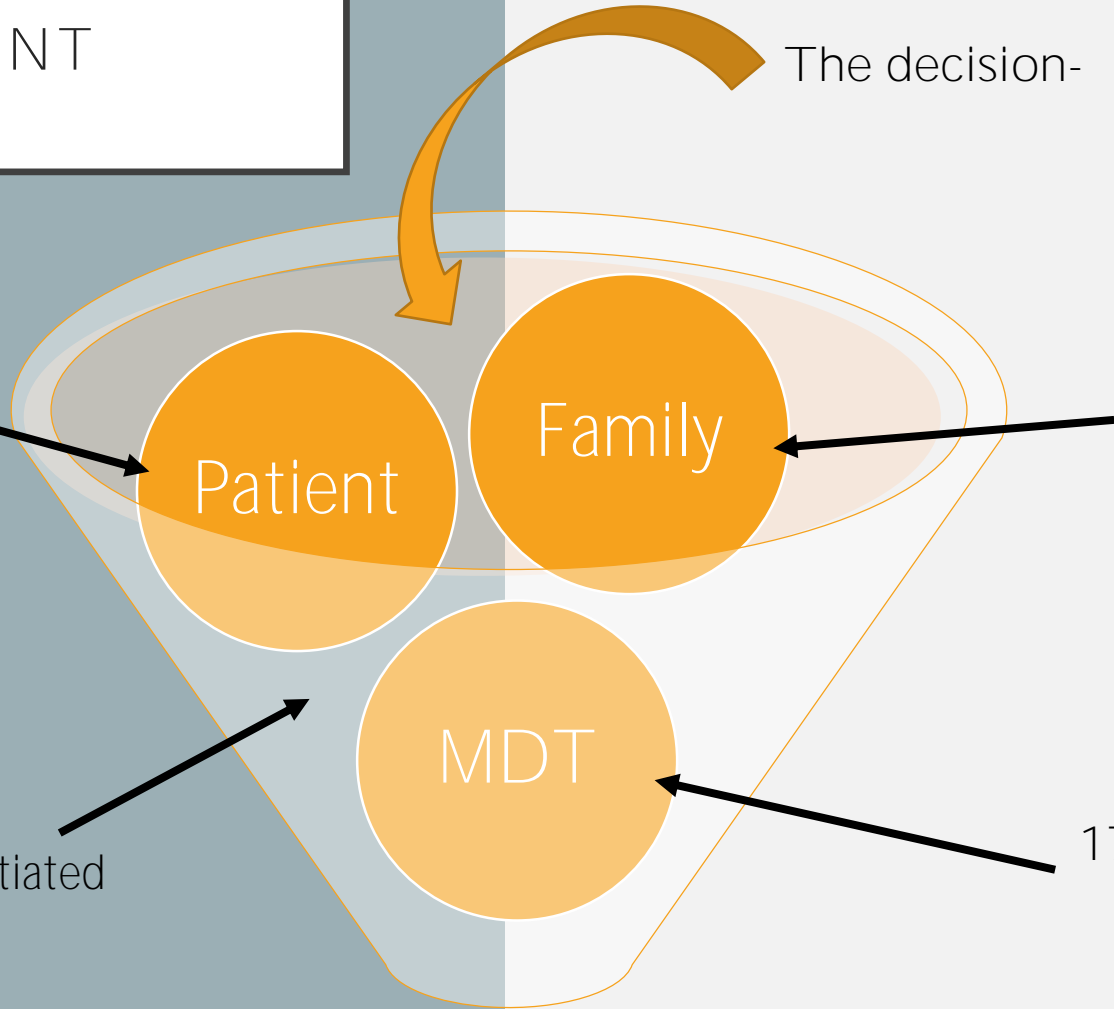 NT
The decision-
Family
Patient
MDT
tiated